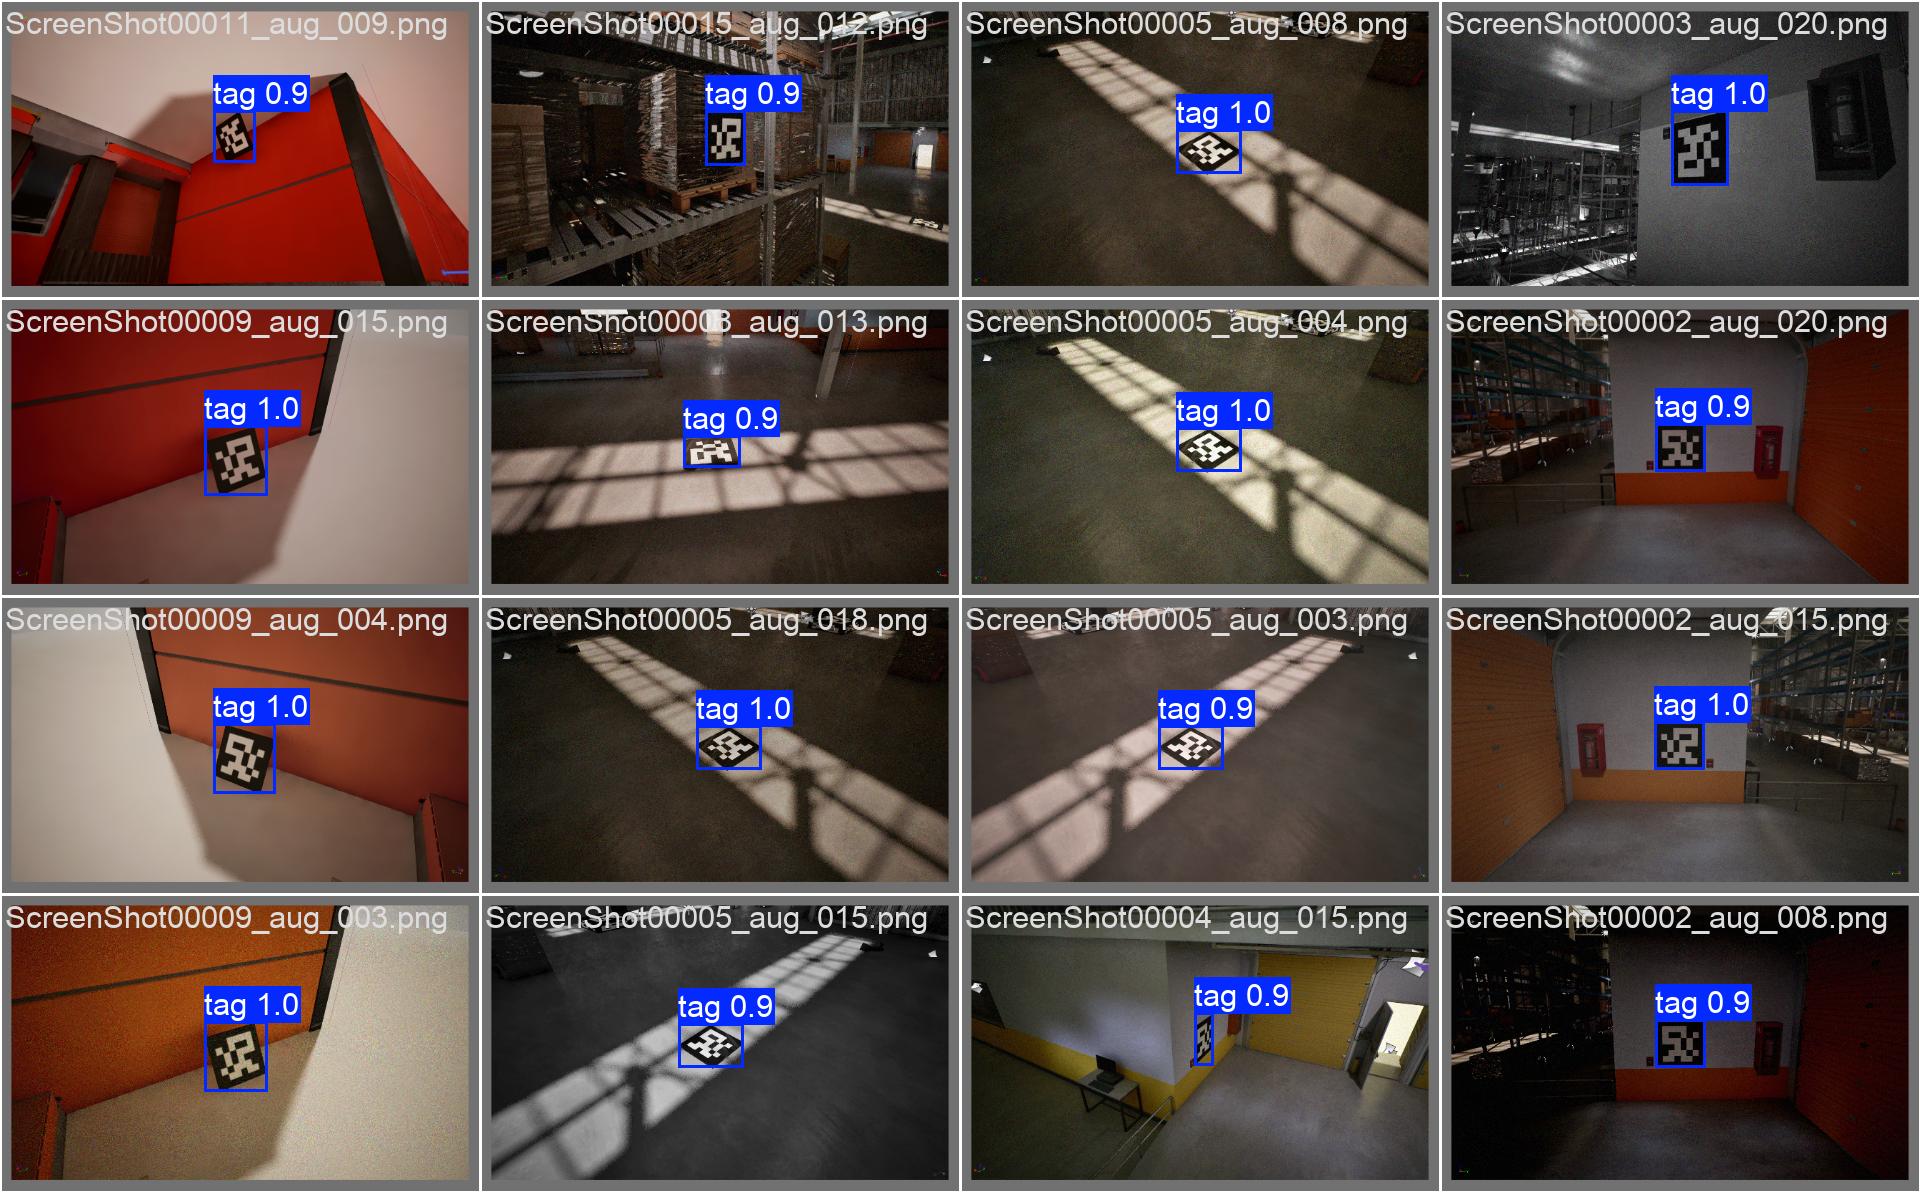 ScreenShot00011_aug_009.png
tag 0.9
ScreenShot00015_aug_012.png
tag 0.9
ScreenShot00005_aug_008.png
tag 1.0
ScreenShot00003_aug_020.png
tag 1.0
ScreenShot00009_aug_015.png
tag 1.0
ScreenShot00008_aug_013.png
tag 0.9
ScreenShot00005_aug_004.png
tag 1.0
ScreenShot00002_aug_020.png
tag 0.9
ScreenShot00009_aug_004.png
tag 1.0
ScreenShot00005_aug_018.png
tag 1.0
ScreenShot00005_aug_003.png
tag 0.9
ScreenShot00002_aug_015.png
tag 1.0
ScreenShot00009_aug_003.png
tag 1.0
ScreenShot00005_aug_015.png
tag 0.9
ScreenShot00004_aug_015.png
tag 0.9
ScreenShot00002_aug_008.png
tag 0.9